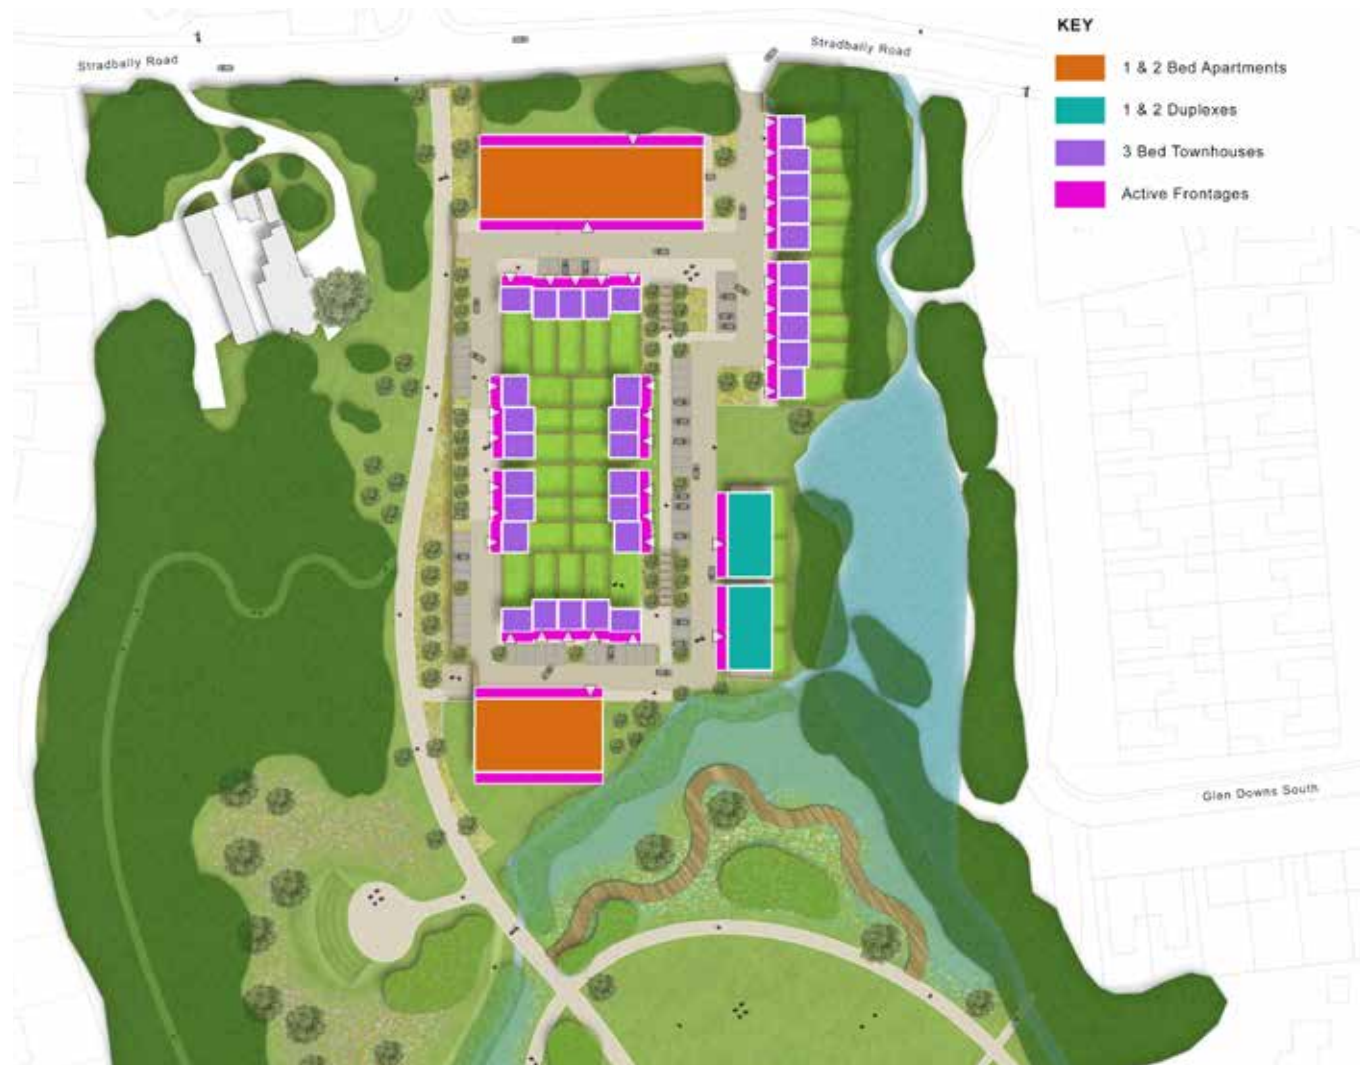 Stradbally Road
Stradbally Road
KEY
1 & 2 Bed Apartments
1 & 2 Duplexes
3 Bed Townhouses
Active Frontages
Glen Downs South